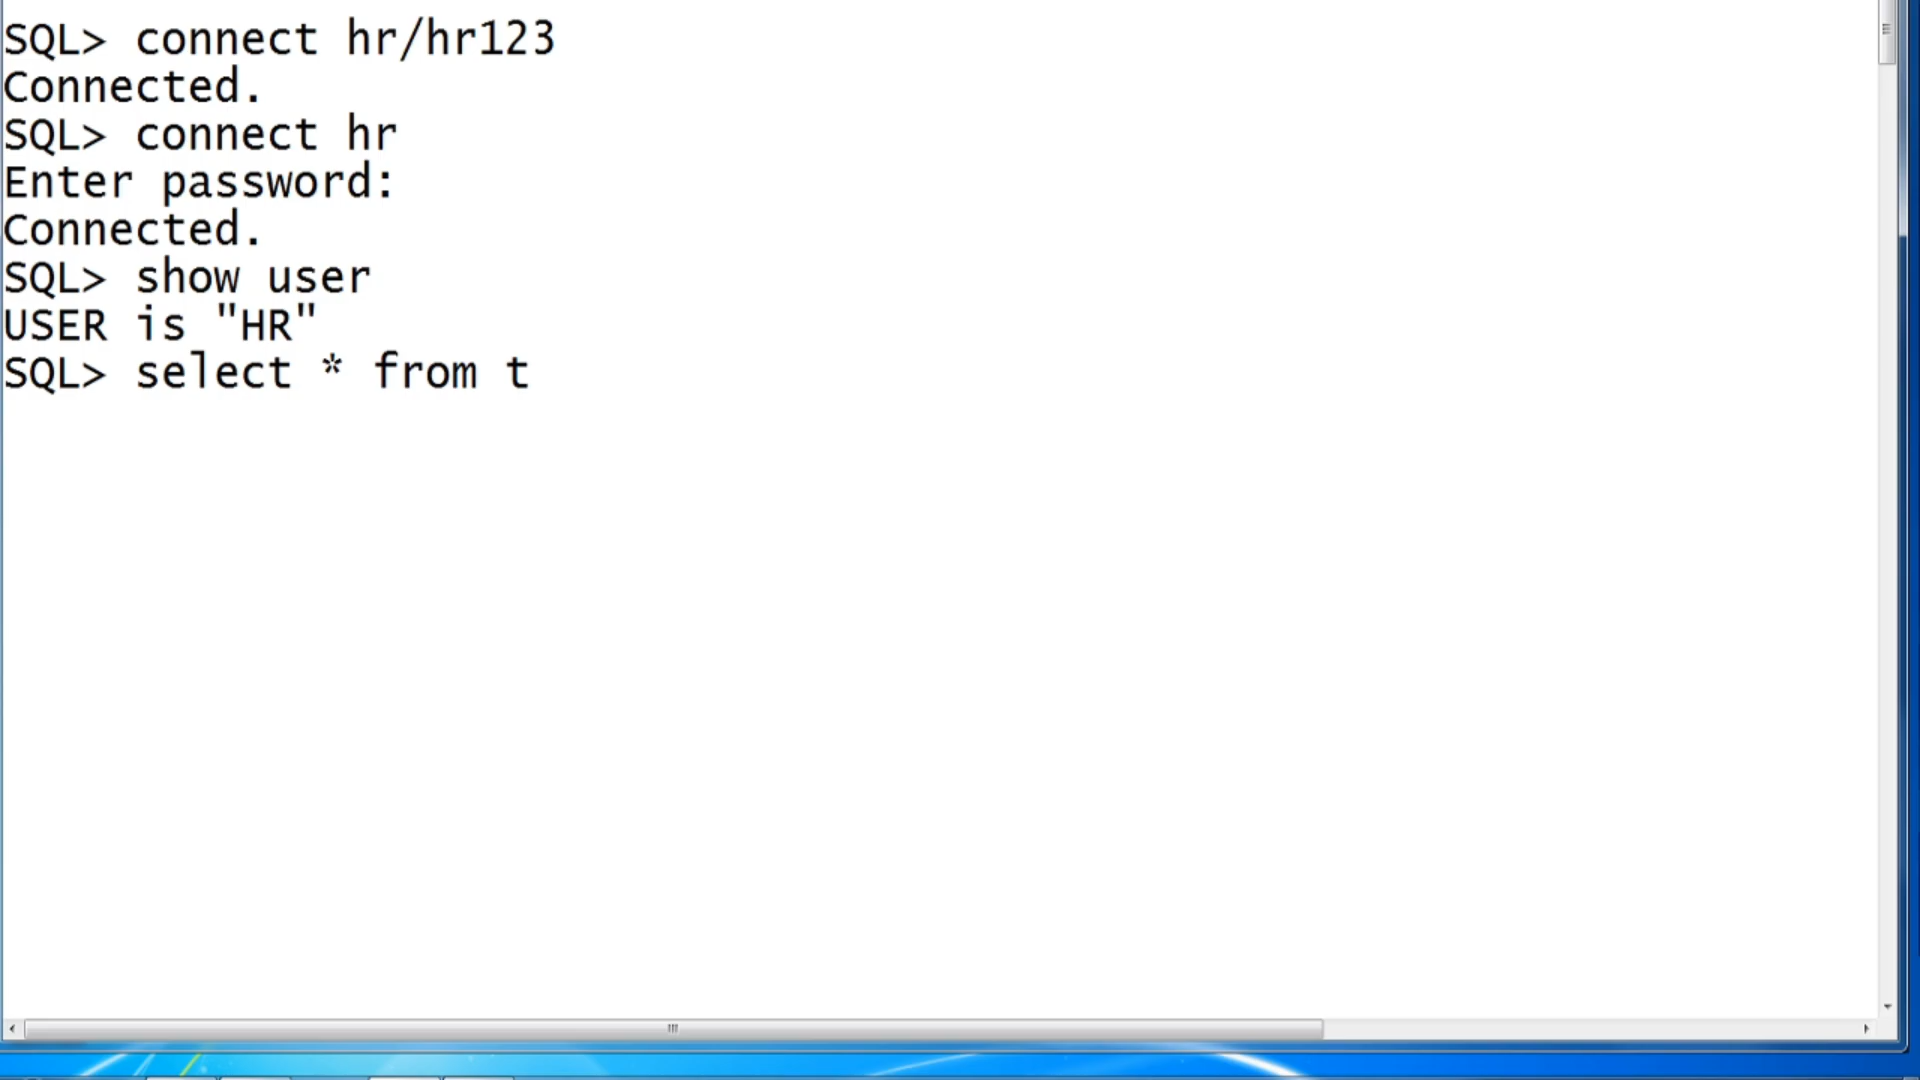 SQL> connect hr/hr123
Connected.
SQL> connect hr
Enter password:
Connected.
SQL> show user
USER is "HR"
SQL> select * from t